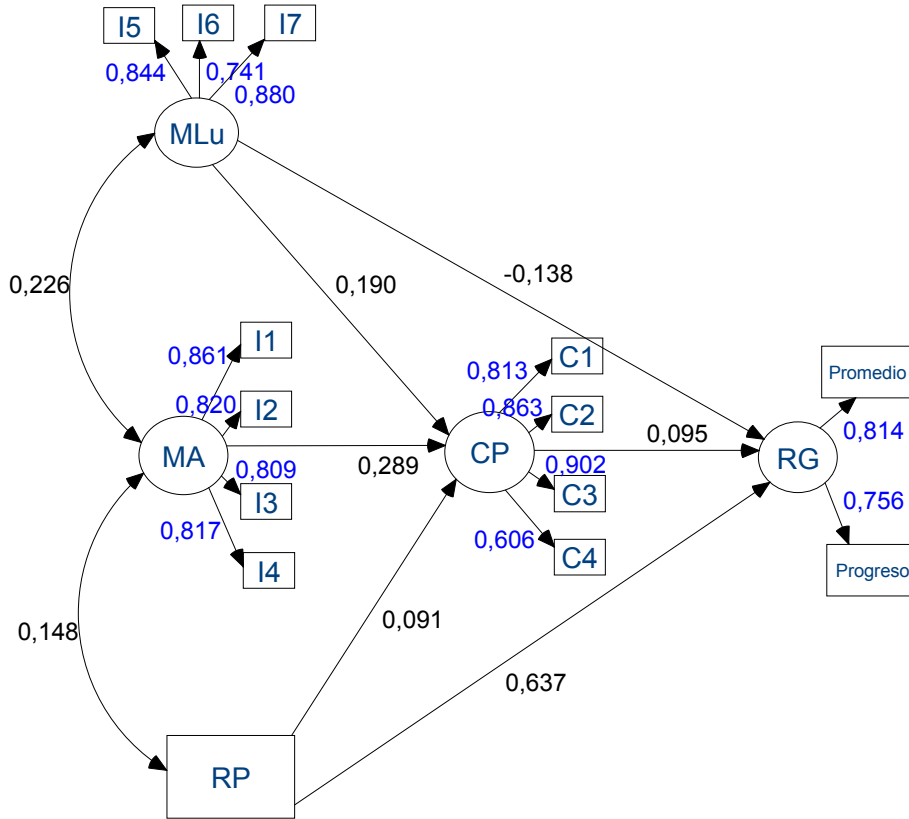 I5
I6
I7
0,844
0,741
0,880
MLu
0,226
0,190
-0,138
I1
0,861
I2
0,820
MA
0,289
I3
0,809
I4
0,817
C1
0,813
C2
0,863
CP
0,095
C3
0,902
C4
0,606
Promedio
0,814
RG
0,756
Progreso
0,148
0,091
0,637
RP